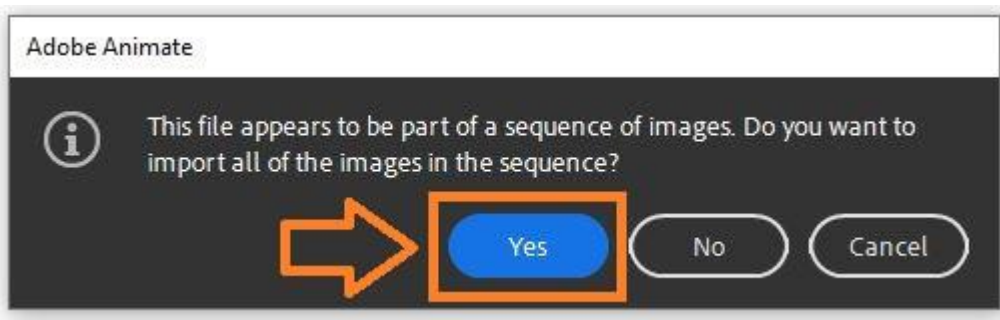 Adobe Animate
This file appears to be part of a sequence of images. Do you want to
import all of the images in the sequence?
Yes
No
Cancel